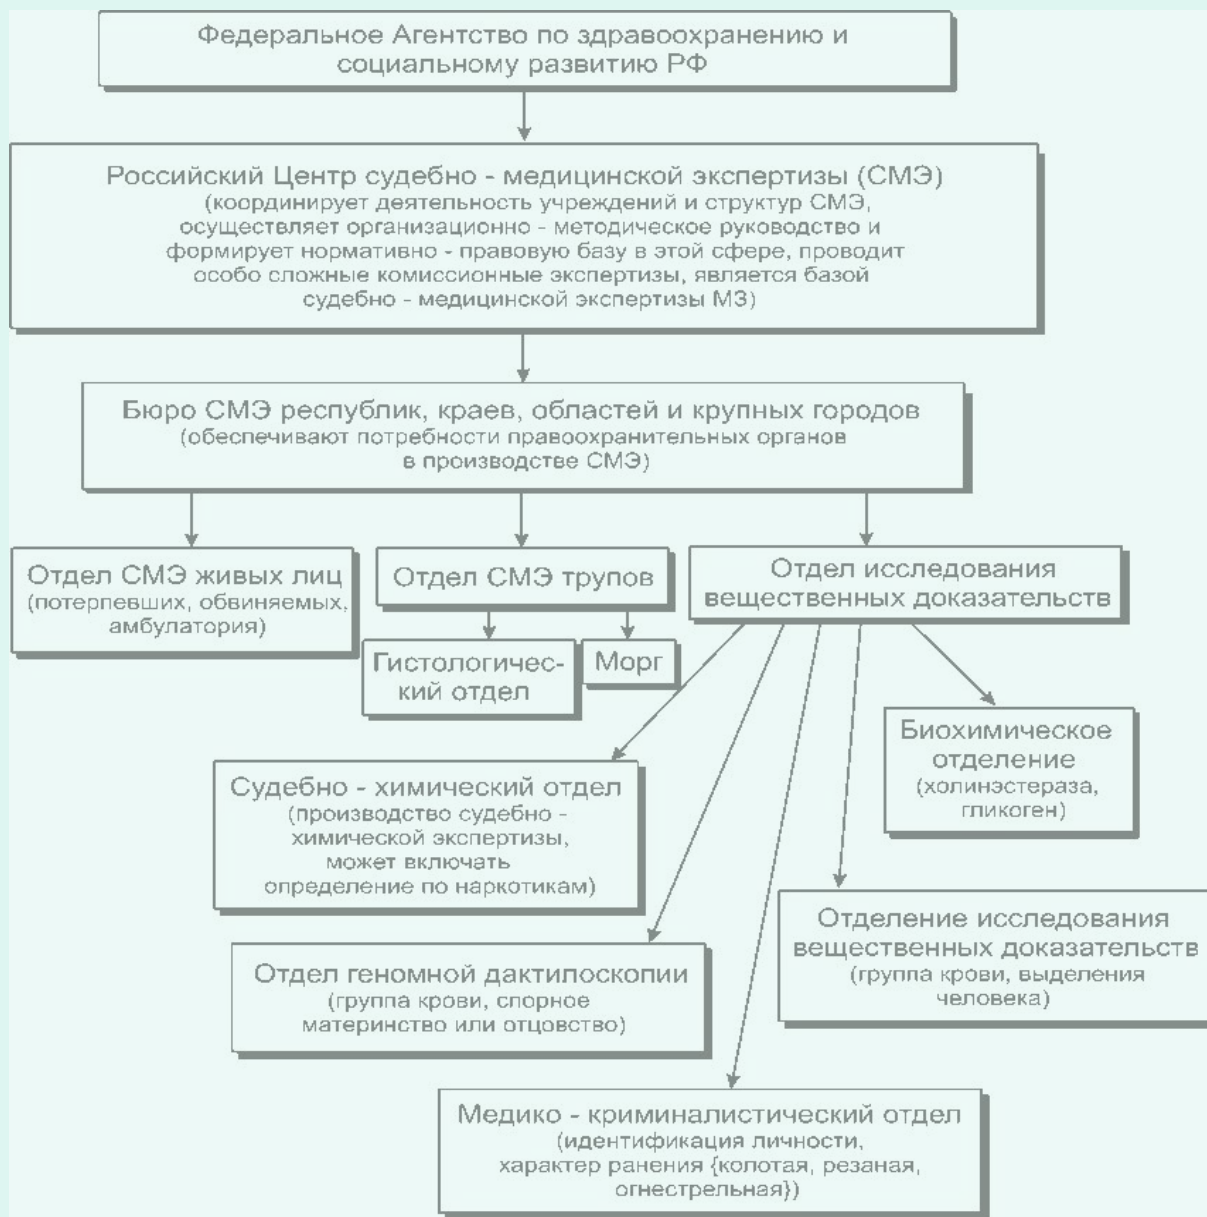 Федеральное Агентство по здравоохранению и
социальному развитию РФ
Российский Центр судебно - медицинской экспертизы (СМЭ)
(координирует деятельность учреждений и структур СМЭ,
осуществляет организационно - методическое руководство и
формирует нормативно - правовую базу в этой сфере, проводит
особо сложные комиссионные экспертизы, является базой
судебно - медицинской экспертизы МЗ)
Бюро СМЭ республик, краев, областей и крупных городов
(обеспечивают потребности правоохранительных органов
в производстве СМЭ)
Отдел СМЭ живых лиц
(потерпевших, обвиняемых,
амбулатория)
Отдел СМЭ трупов
Отдел исследования
вещественных доказательств
Гистологичес-
кий отдел
Морг
Биохимическое
отделение
(холинэстераза,
гликоген)
Судебно - химический отдел
(производство судебно -
химической экспертизы,
может включать
определение по наркотикам)
Отделение исследования
вещественных доказательств
(группа крови, выделения
человека)
Отдел геномной дактилоскопии
(группа крови, спорное
материнство или отцовство)
Медико - криминалистический отдел
(идентификация личности,
характер ранения {колотая, резаная,
огнестрельная})